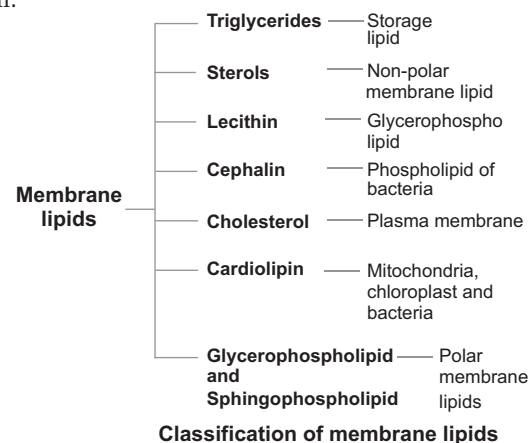 Triglycerides Storage
lipid
Sterols Non-polar
membrane lipid
Lecithin Glycerophospho
lipid
Cephalin Phospholipid of
bacteria
Membrane
lipids
Cholesterol Plasma membrane
Cardiolipin Mitochondria,
chloroplast and
bacteria
Glycerophospholipid Polar
and membrane
Sphingophospholipid lipids
Classification of membrane lipids